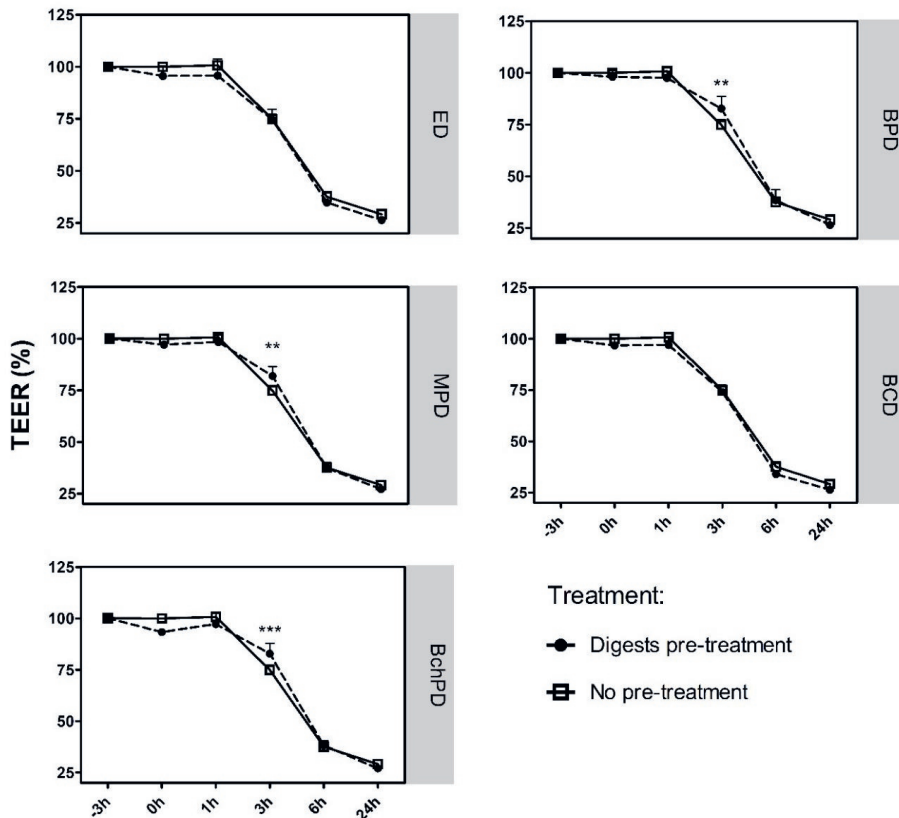 TEER (%)
125
100
75
50
25
ED
125
100
75
50
25
**
BPD
125
100
75
50
25
**
MPD
125
100
75
50
25
-3h
0h
1h
3h
6h
24h
BCD
125
100
75
50
25
***
-3h
0h
1h
3h
6h
24h
BchPD
Treatment:
Digests pre-treatment
No pre-treatment